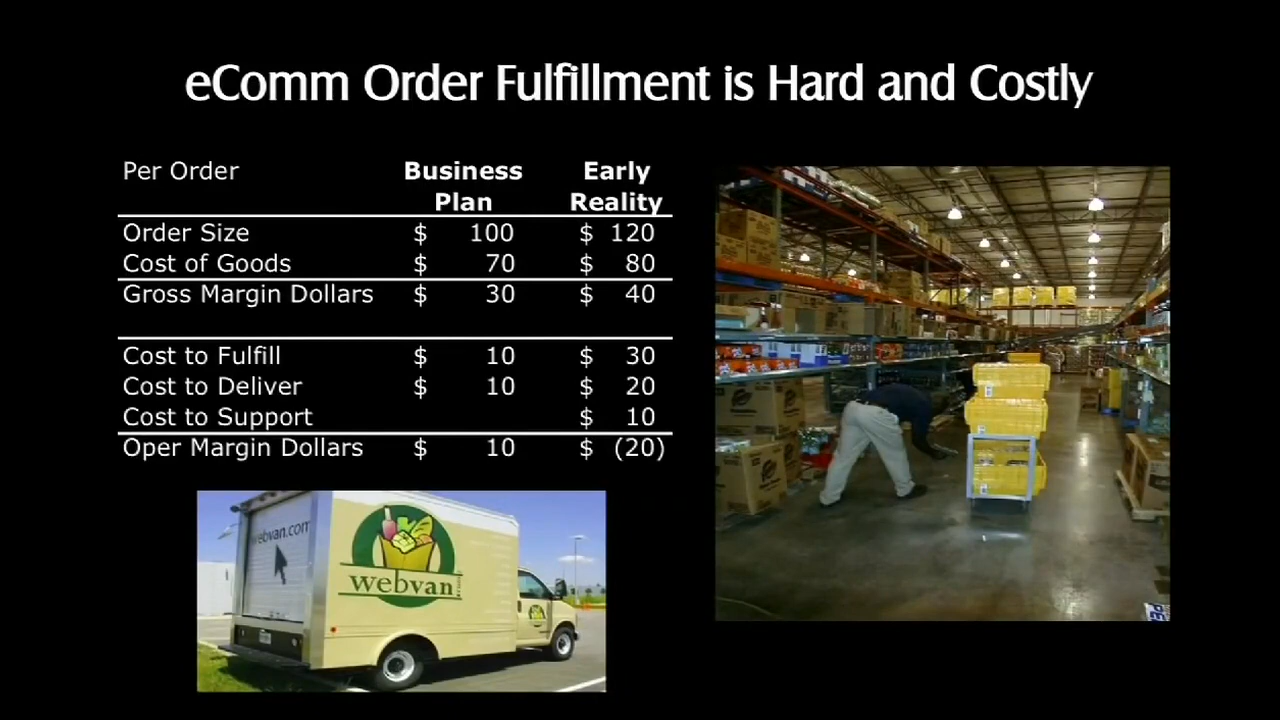 eComm Order Fulfillment is Hard and Costly
Per Order Business Plan Early Reality
Order Size $ 100 $ 120
Cost of Goods $ 70 $ 80
Gross Margin Dollars $ 30 $ 40
Cost to Fulfill $ 10 $ 30
Cost to Deliver $ 10 $ 20
Cost to Support $ 10
Oper Margin Dollars $ 10 $ (20)
webvan.com
webvan